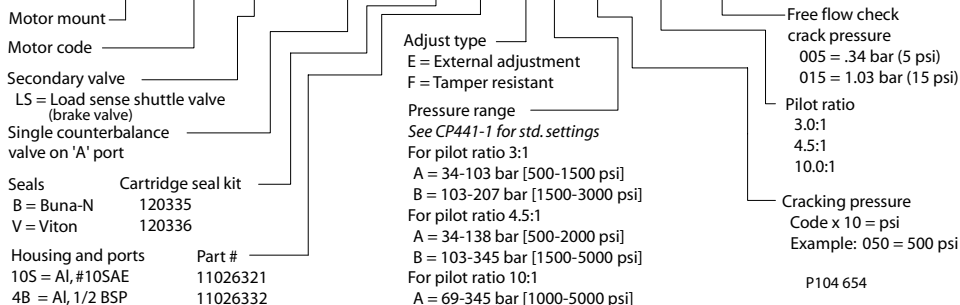 Motor mount
Motor code
Secondary valve
LS = Load sense shuttle valve
(brake valve)
Single counterbalance
valve on 'A' port
Seals Cartridge seal kit
B = Buna-N 120335
V = Viton 120336
Housing and ports Part #
10S = Al, #10SAE 11026321
4B = Al, 1/2 BSP 11026332
Adjust type
E = External adjustment
F = Tamper resistant
Pressure range
See CP441-1 for std. settings
For pilot ratio 3:1
A = 34-103 bar [500-1500 psi]
B = 103-207 bar [1500-3000 psi]
For pilot ratio 4.5:1
A = 34-138 bar [500-2000 psi]
B = 103-345 bar [1500-5000 psi]
For pilot ratio 10:1
A = 69-345 bar [1000-5000 psi]
Free flow check
crack pressure
005 = .34 bar (5 psi)
015 = 1.03 bar (15 psi)
Pilot ratio
3.0:1
4.5:1
10.0:1
Cracking pressure
Code x 10 = psi
Example: 050 = 500 psi
P104 654